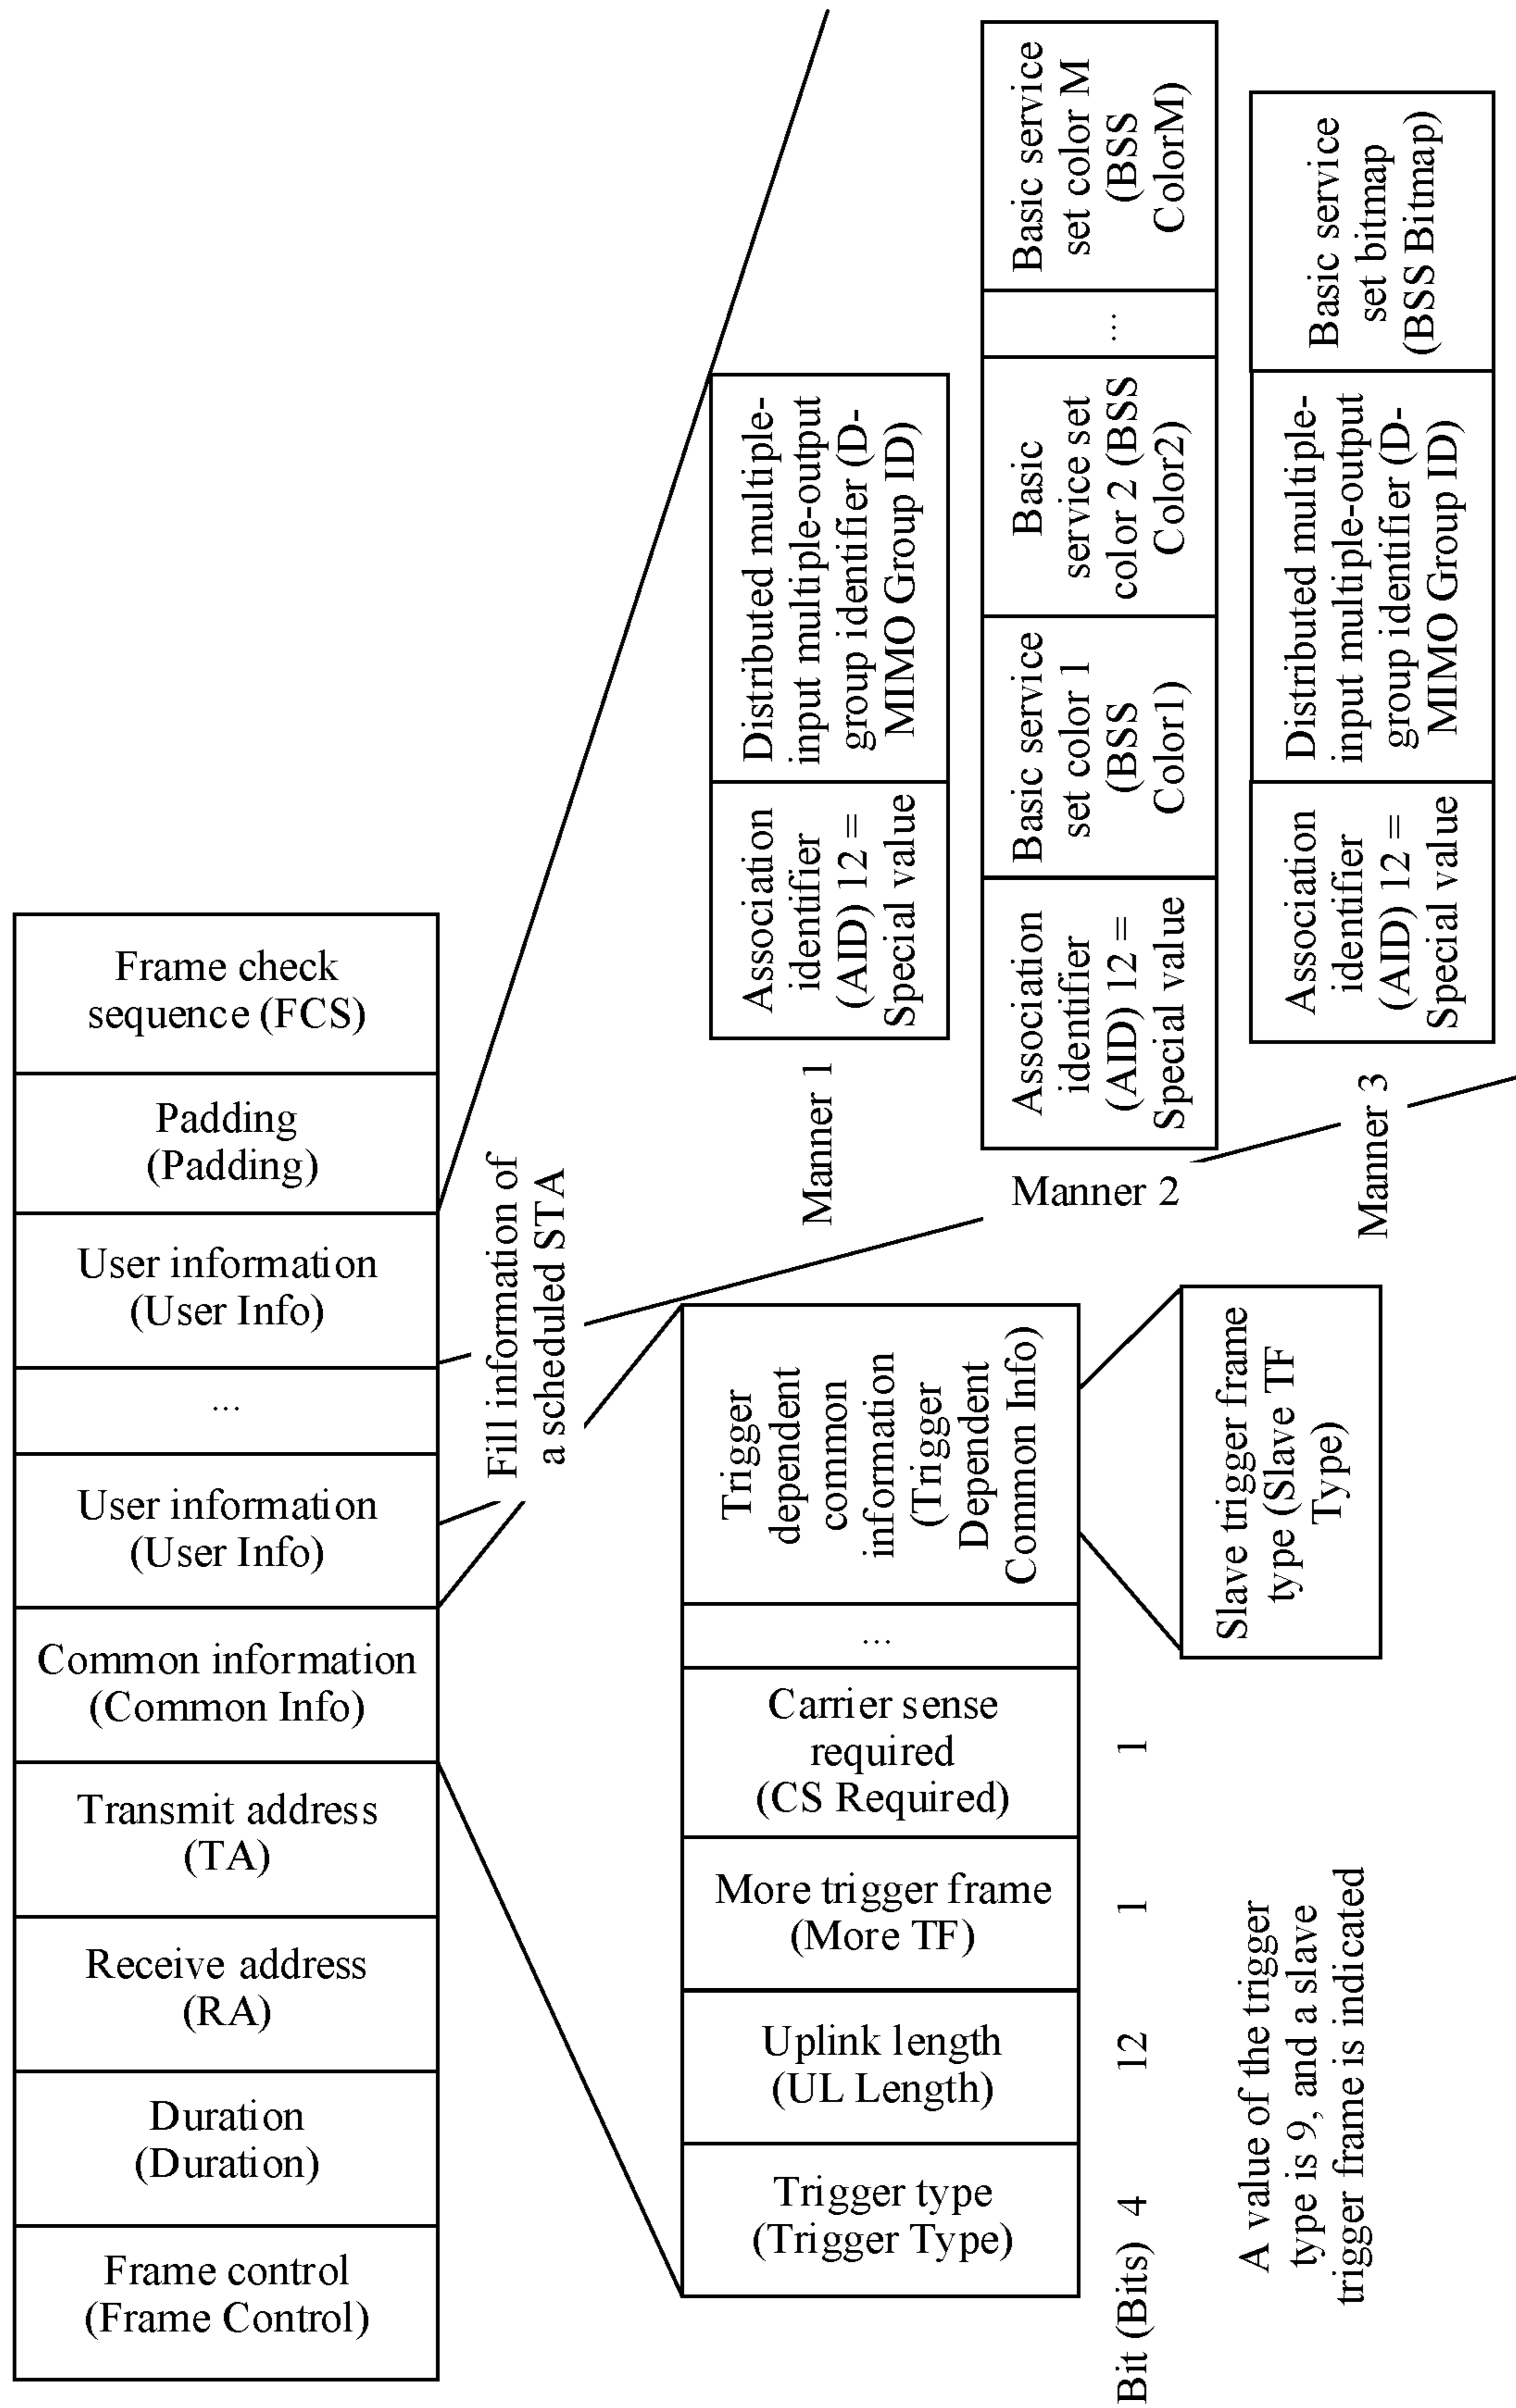 Frame check
sequence (FCS)
Padding
(Padding)
User information
(User Info)
...
User information
(User Info)
Common information
(Common Info)
Transmit address
(TA)
Receive address
(RA)
Duration
(Duration)
Frame control
(Frame Control)
Fill information of
a scheduled STA
Trigger
dependent
common
information
(Trigger
Dependent
Common Info)
...
Carrier sense
required
(CS Required)
More trigger frame
(More TF)
Uplink length
(UL Length)
Trigger type
(Trigger Type)
Bit (Bits) 4 12 1 1
Slave trigger frame
type (Slave TF
Type)
A value of the trigger
type is 9, and a slave
trigger frame is indicated
Manner 1
Association
identifier
(AID) 12 =
Special value
Distributed multiple-
input multiple-output
group identifier (D-
MIMO Group ID)
Manner 2
Association
identifier
(AID) 12 =
Special value
Basic service
set color 1
(BSS
Color1)
Basic
service set
color 2 (BSS
Color2)
...
Basic service
set color M
(BSS
ColorM)
Manner 3
Association
identifier
(AID) 12 =
Special value
Distributed multiple-
input multiple-output
group identifier (D-
MIMO Group ID)
Basic service
set bitmap
(BSS Bitmap)